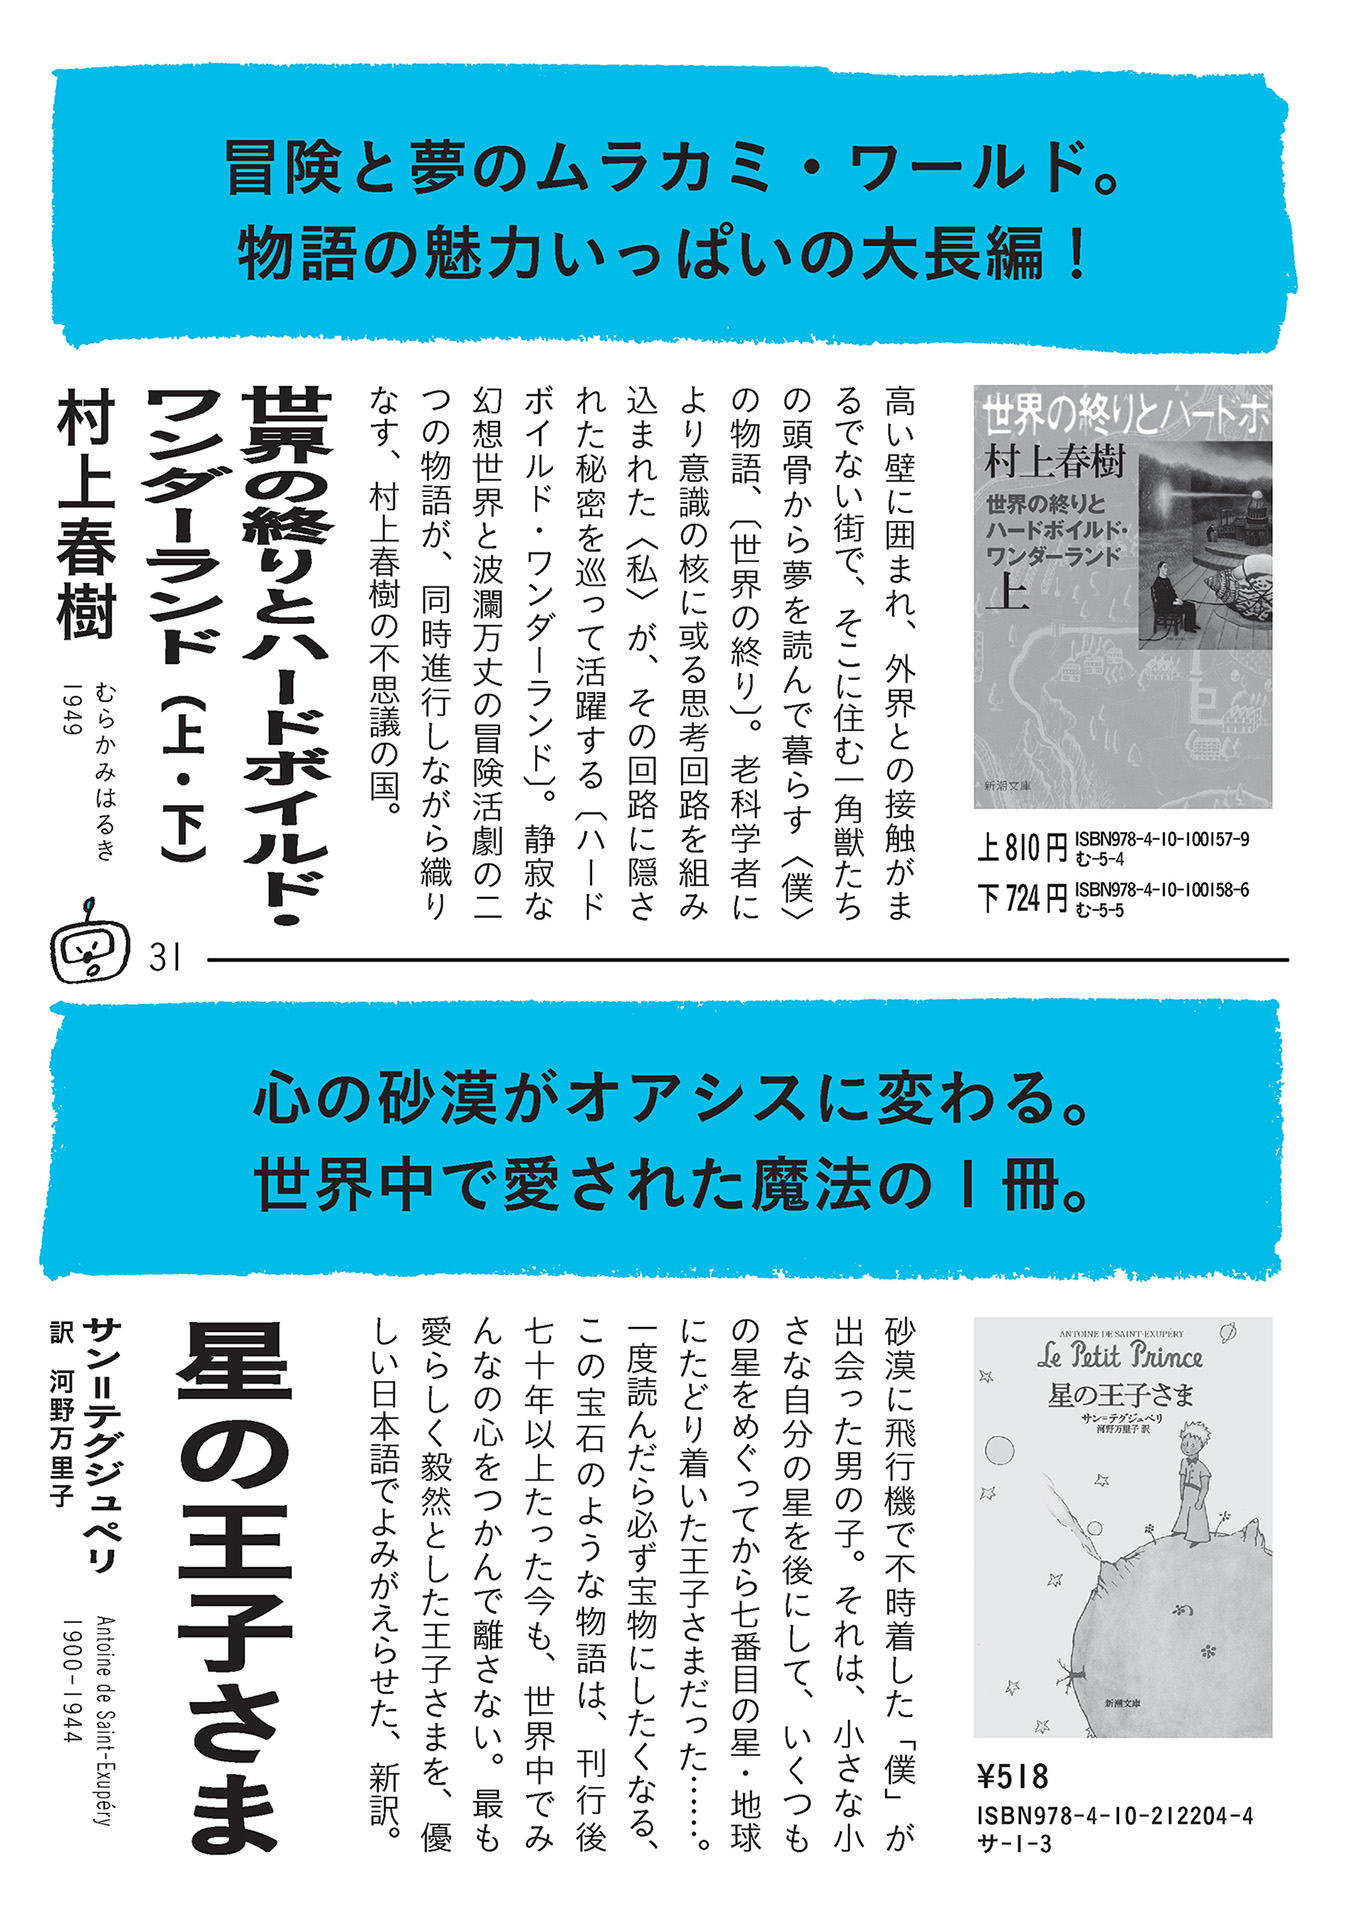 冒険と夢のムラカミ・ワールド。
物語の魅力いっぱいの大長編！
世界の終りとハードホ
村上春樹
世界の終りと
ハードボイルド・
ワンダーランド
上
新潮文庫
上810円 ISBN978-4-10-100157-9
む-5-4
下724円 ISBN978-4-10-100158-6
む-5-5
高い壁に囲まれ、外界との接触がま
るでない街で、そこに住む一角獣たち
の頭骨から夢を読んで暮らす〈僕〉
の物語、〔世界の終り〕。老科学者に
より意識の核に或る思考回路を組み
込まれた〈私〉が、その回路に隠さ
れた秘密を巡って活躍する〔ハード
ボイルド・ワンダーランド〕。静寂な
幻想世界と波瀾万丈の冒険活劇の二
つの物語が、同時進行しながら織り
なす、村上春樹の不思議の国。
世界の終りとハードボイルド・
ワンダーランド（上・下）
村上春樹
むらかみはるき
1949
31
心の砂漠がオアシスに変わる。
世界中で愛された魔法の1冊。
ANTOINE DE SAINT-EXUPÉRY
Le Petit Prince
星の王子さま
サン＝テグジュペリ
河野万里子 訳
新潮文庫
¥518
ISBN978-4-10-212204-4
サ-1-3
砂漠に飛行機で不時着した「僕」が
出会った男の子。それは、小さな小
さな自分の星を後にして、いくつも
の星をめぐってから七番目の星・地球
にたどり着いた王子さまだった……。
一度読んだら必ず宝物にしたくなる、
この宝石のような物語は、刊行後
七十年以上たった今も、世界中でみ
んなの心をつかんで離さない。最も
愛らしく毅然とした王子さまを、優
しい日本語でよみがえらせた、新訳。
星の王子さま
サン＝テグジュペリ
訳 河野万里子
Antoine de Saint-Exupéry
1900-1944